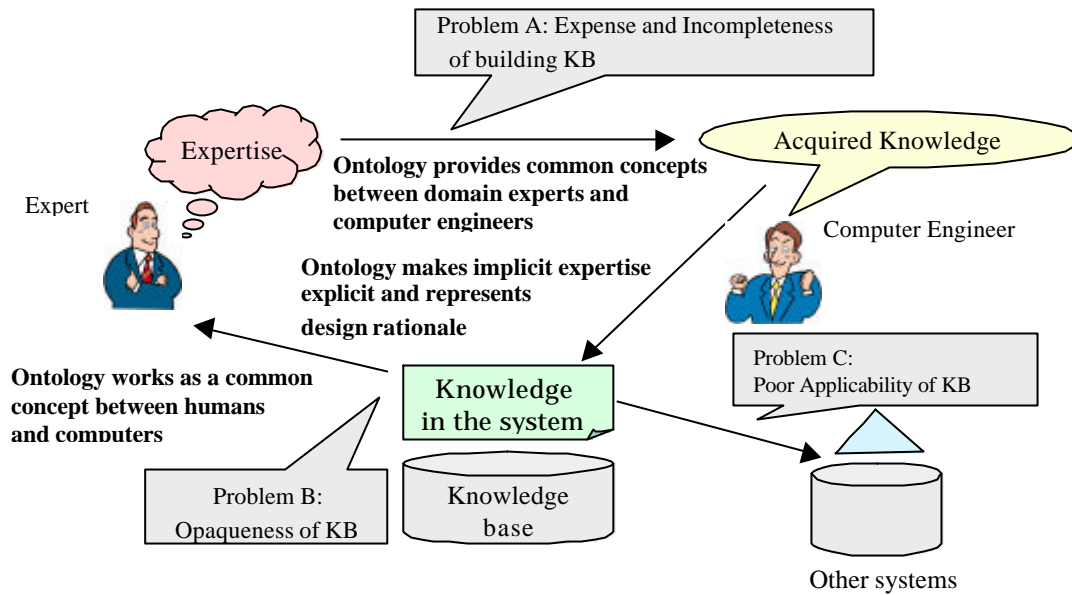 Problem A: Expense and Incompleteness
of building KB
Expertise
Acquired Knowledge
Ontology provides common concepts
between domain experts and
computer engineers
Expert
Computer Engineer
Ontology makes implicit expertise
explicit and represents
design rationale
Problem C:
Poor Applicability of KB
Ontology works as a common
concept between humans
and computers
Knowledge
in the system
Problem B:
Opaqueness of KB
Knowledge
base
Other systems